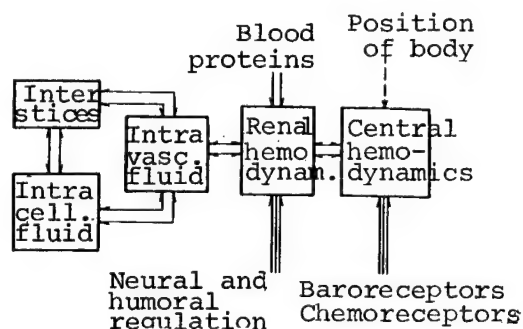 Blood
proteins
Position
of body
Inter
stices
Intra
vasc.
fluid
Renal
hemo
dynam.
Central
hemo-
dynamics
Intra
cell.
fluid
Neural and
humoral
regulation
Baroreceptors
Chemoreceptors